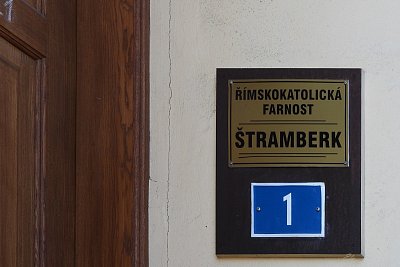 ŘÍMSKOKATOLICKÁ
FARNOST
ŠTRAMBERK
1